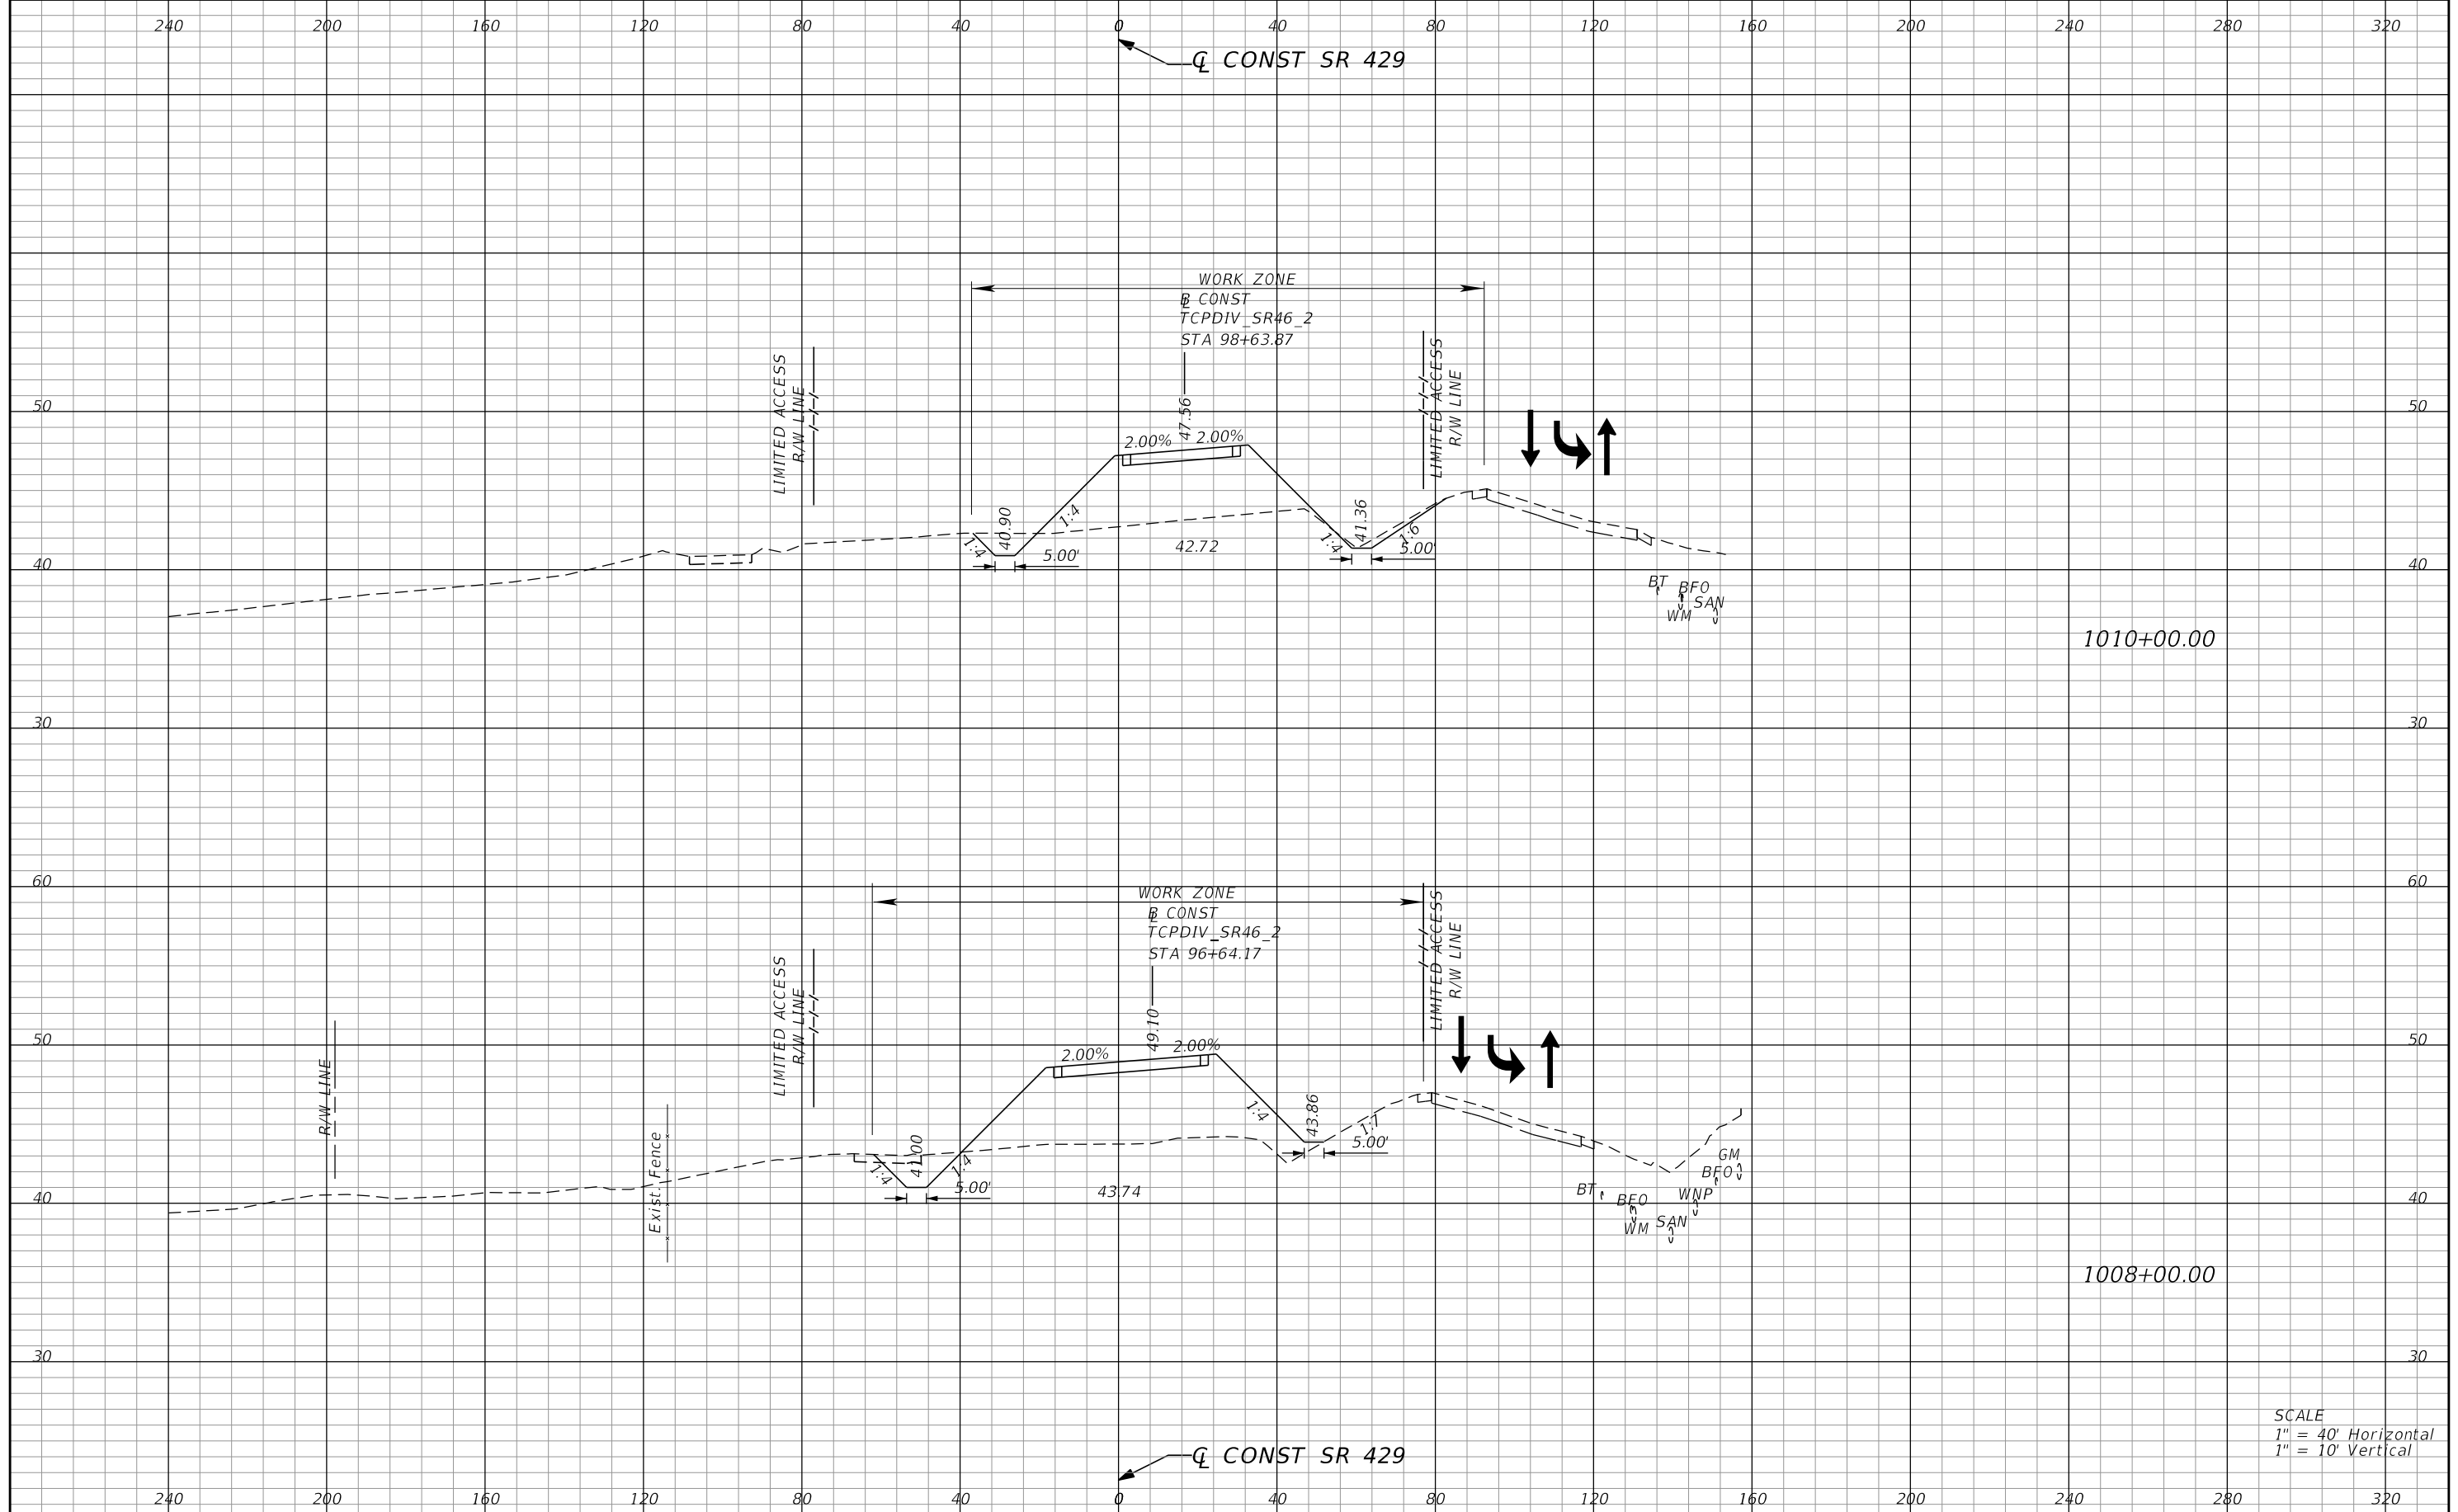 240 200 160 120 80 40 0 40 80 120 160 200 240 280 320
℄ CONST SR 429
WORK ZONE
℄ CONST
TCPDIV_SR46_2
STA 98+63.87
LIMITED ACCESS
R/W LINE
LIMITED ACCESS
R/W LINE
50
50
47.56
2.00%
2.00%
1:4
40.90
1:4
5.00'
42.72
41.36
1:4
1:6
5.00'
40
40
BT
BFO
SAN
WM
1010+00.00
30
30
60
60
WORK ZONE
℄ CONST
TCPDIV_SR46_2
STA 96+64.17
LIMITED ACCESS
R/W LINE
LIMITED ACCESS
R/W LINE
R/W LINE
Exist. Fence
50
50
49.10
2.00%
2.00%
1:4
41.00
1:4
5.00'
43.74
1:4
43.86
1:7
5.00'
40
40
BT
BFO
WM
SAN
WNP
BFO
GM
1008+00.00
30
30
SCALE
1" = 40' Horizontal
1" = 10' Vertical
℄ CONST SR 429
240 200 160 120 80 40 0 40 80 120 160 200 240 280 320